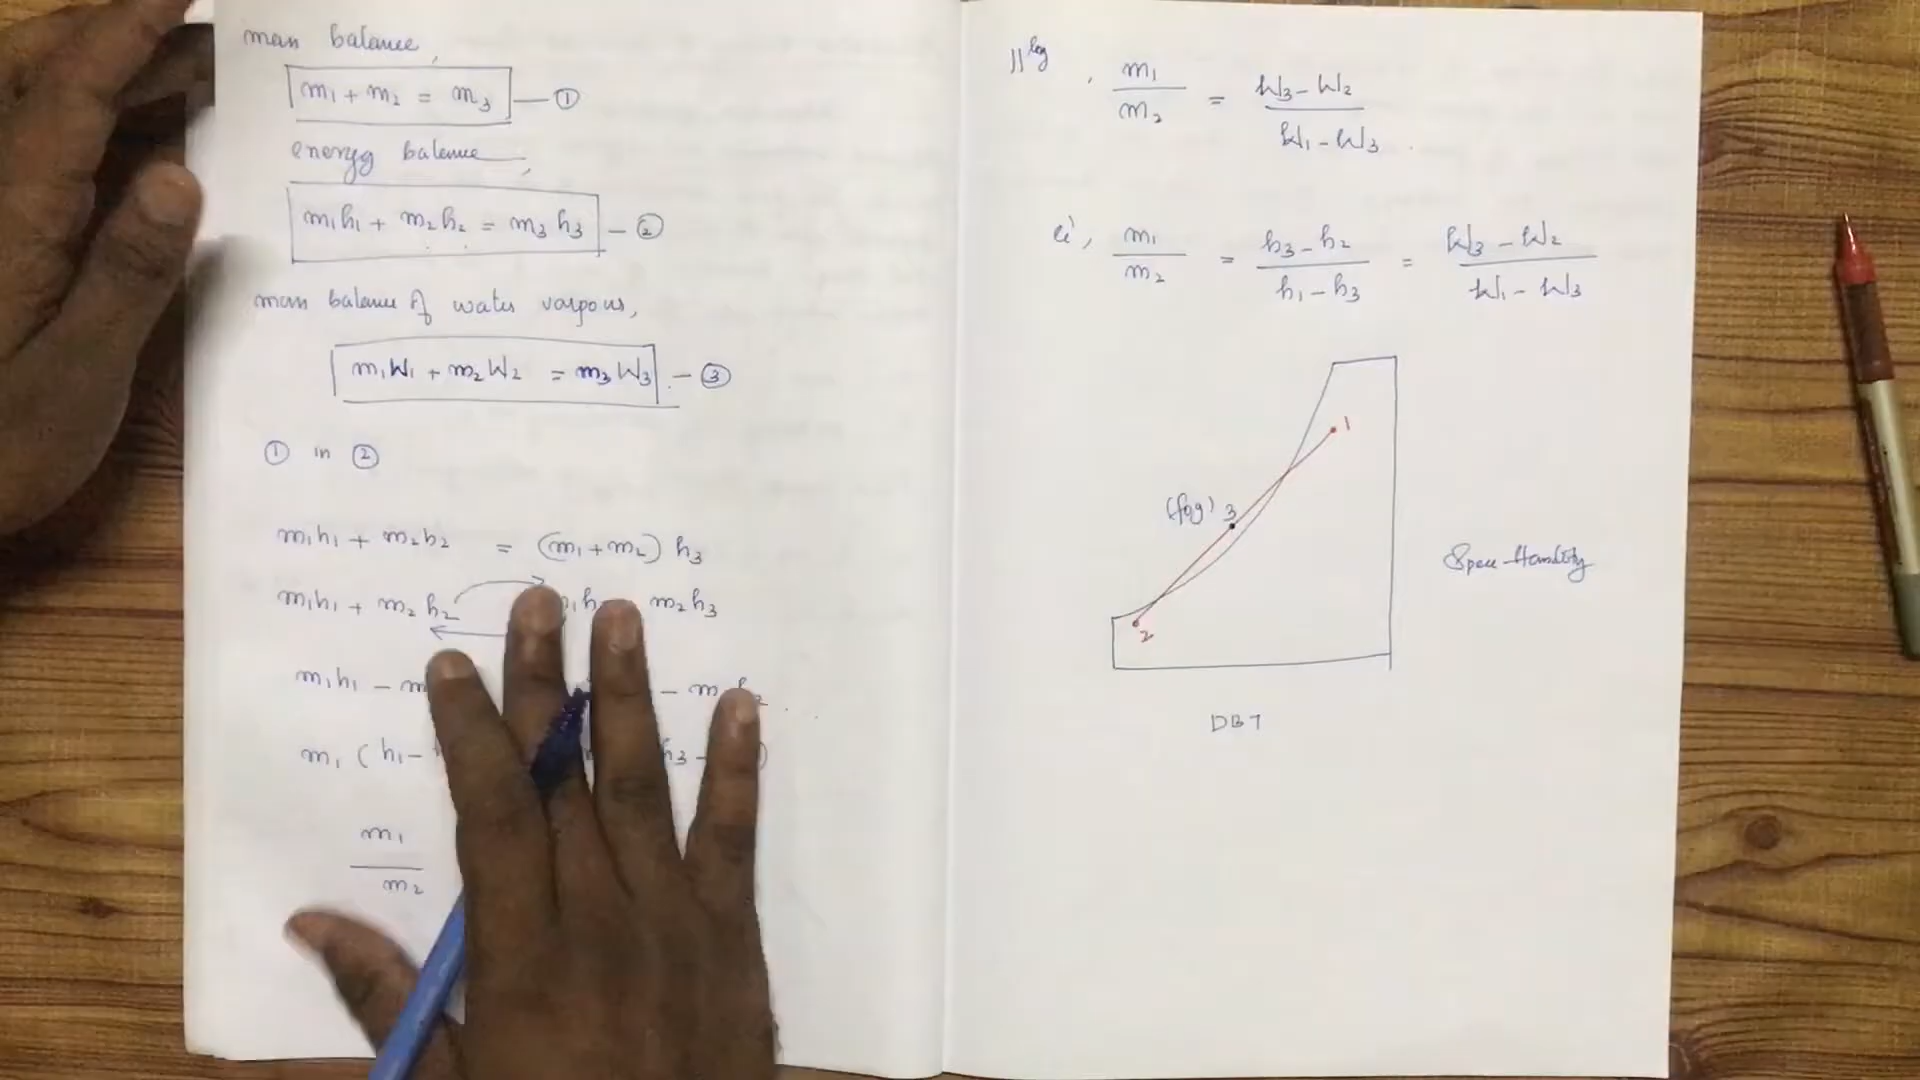 mass balance,
m₁ + m₂ = m₃ — ①
energy balance,
m₁h₁ + m₂h₂ = m₃h₃ — ②
mass balance of water varpous,
m₁W₁ + m₂W₂ = m₃W₃ — ③
① in ②
m₁h₁ + m₂h₂ = (m₁+m₂) h₃
m₁h₁ + m₂h₂ m₂h₃
m₁h₁ –
m₁ (h₁–
m₁
m₂
||ly, m₁/m₂ = W₃–W₂ / W₁–W₃
ie, m₁/m₂ = h₃–h₂ / h₁–h₃ = W₃–W₂ / W₁–W₃
1
(fog) 3
2
DBT